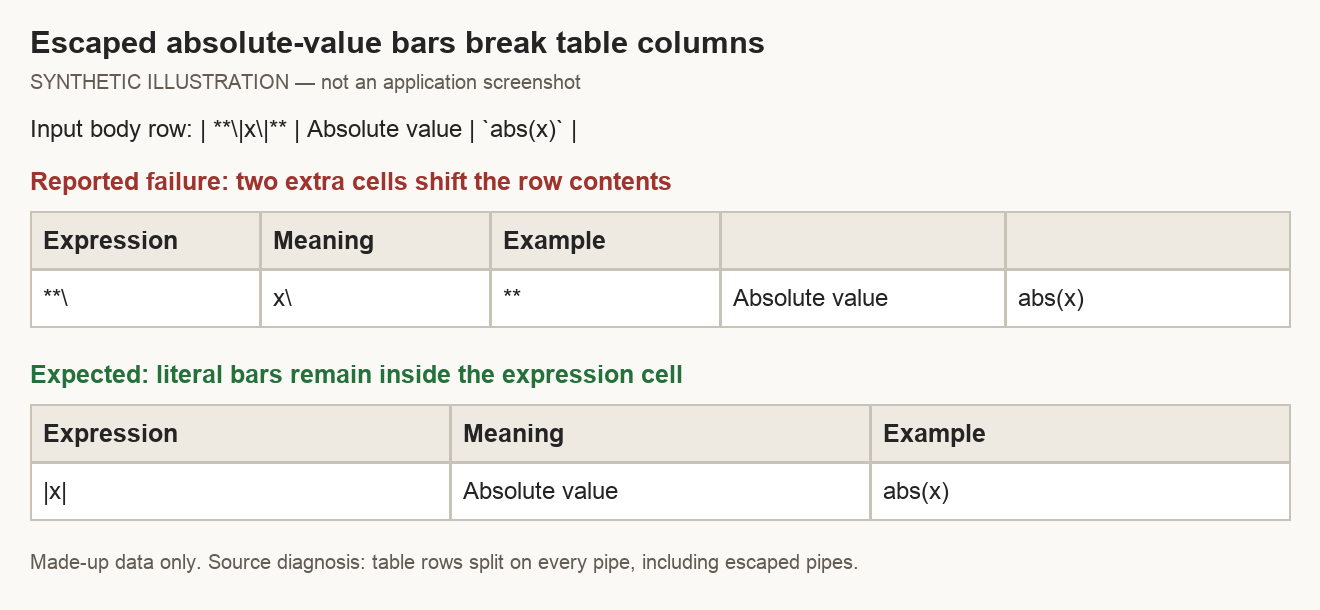 Escaped absolute-value bars break table columns
SYNTHETIC ILLUSTRATION — not an application screenshot
Input body row: | **\|x\|** | Absolute value | `abs(x)` |
Reported failure: two extra cells shift the row contents
Expression Meaning Example
**\ x\ ** Absolute value abs(x)
Expected: literal bars remain inside the expression cell
Expression Meaning Example
|x| Absolute value abs(x)
Made-up data only. Source diagnosis: table rows split on every pipe, including escaped pipes.